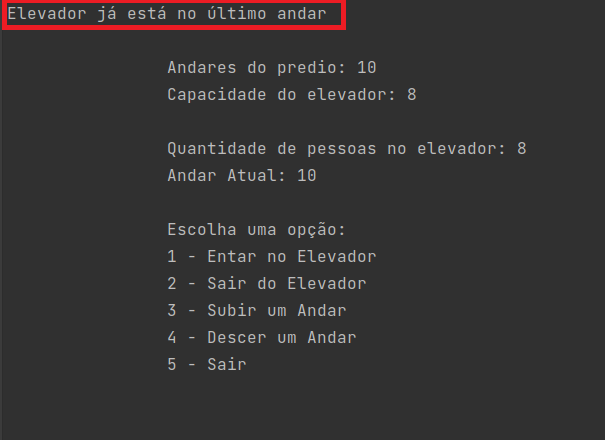 Elevador já está no último andar
Andares do predio: 10
Capacidade do elevador: 8
Quantidade de pessoas no elevador: 8
Andar Atual: 10
Escolha uma opção:
1 - Entar no Elevador
2 - Sair do Elevador
3 - Subir um Andar
4 - Descer um Andar
5 - Sair